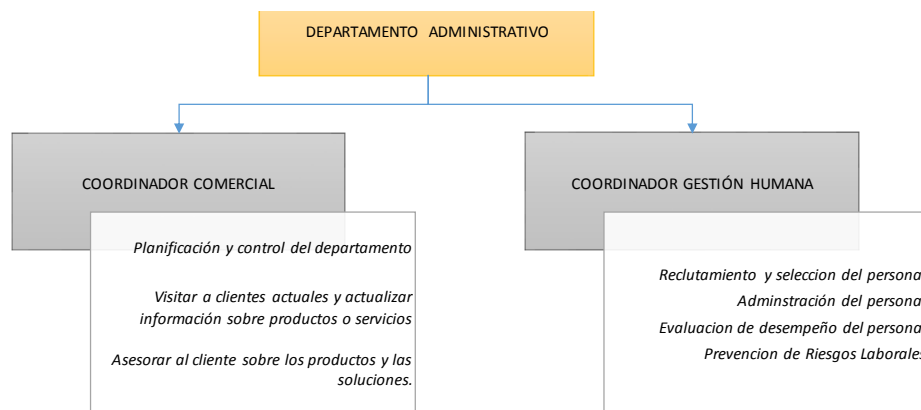 DEPARTAMENTO ADMINISTRATIVO
COORDINADOR COMERCIAL
Planificación y control del departamento
Visitar a clientes actuales y actualizar
información sobre productos o servicios
Asesorar al cliente sobre los productos y las
soluciones.
COORDINADOR GESTIÓN HUMANA
Reclutamiento y seleccion del persona
Adminstración del persona
Evaluacion de desempeño del persona
Prevencion de Riesgos Laborales